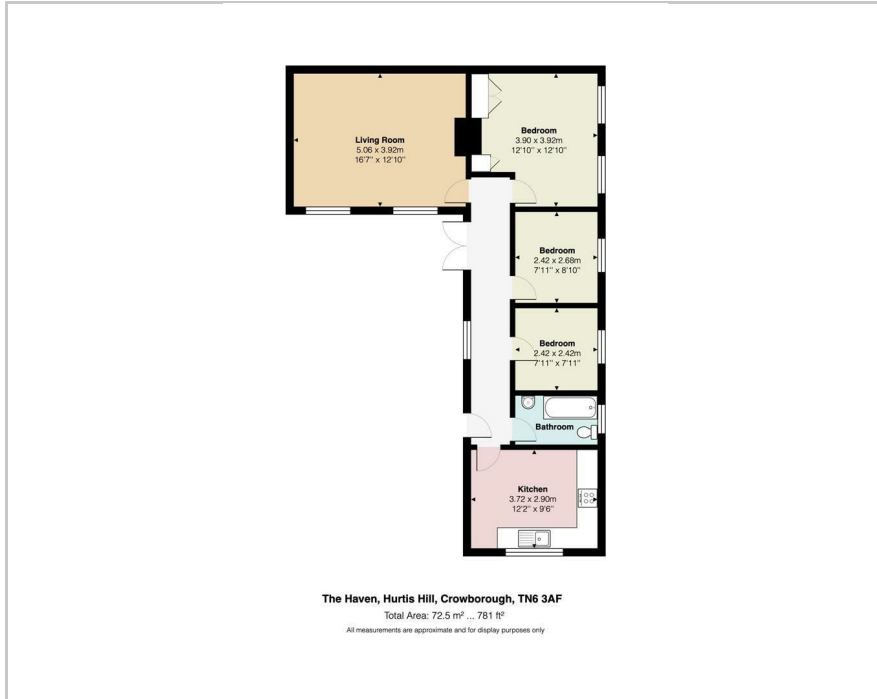 Living Room
5.06 x 3.92m
16'7" x 12'10"
Bedroom
3.90 x 3.92m
12'10" x 12'10"
Bedroom
2.42 x 2.68m
7'11" x 8'10"
Bedroom
2.42 x 2.42m
7'11" x 7'11"
Bathroom
Kitchen
3.72 x 2.90m
12'2" x 9'6"
The Haven, Hurtis Hill, Crowborough, TN6 3AF
Total Area: 72.5 m² ... 781 ft²
All measurements are approximate and for display purposes only